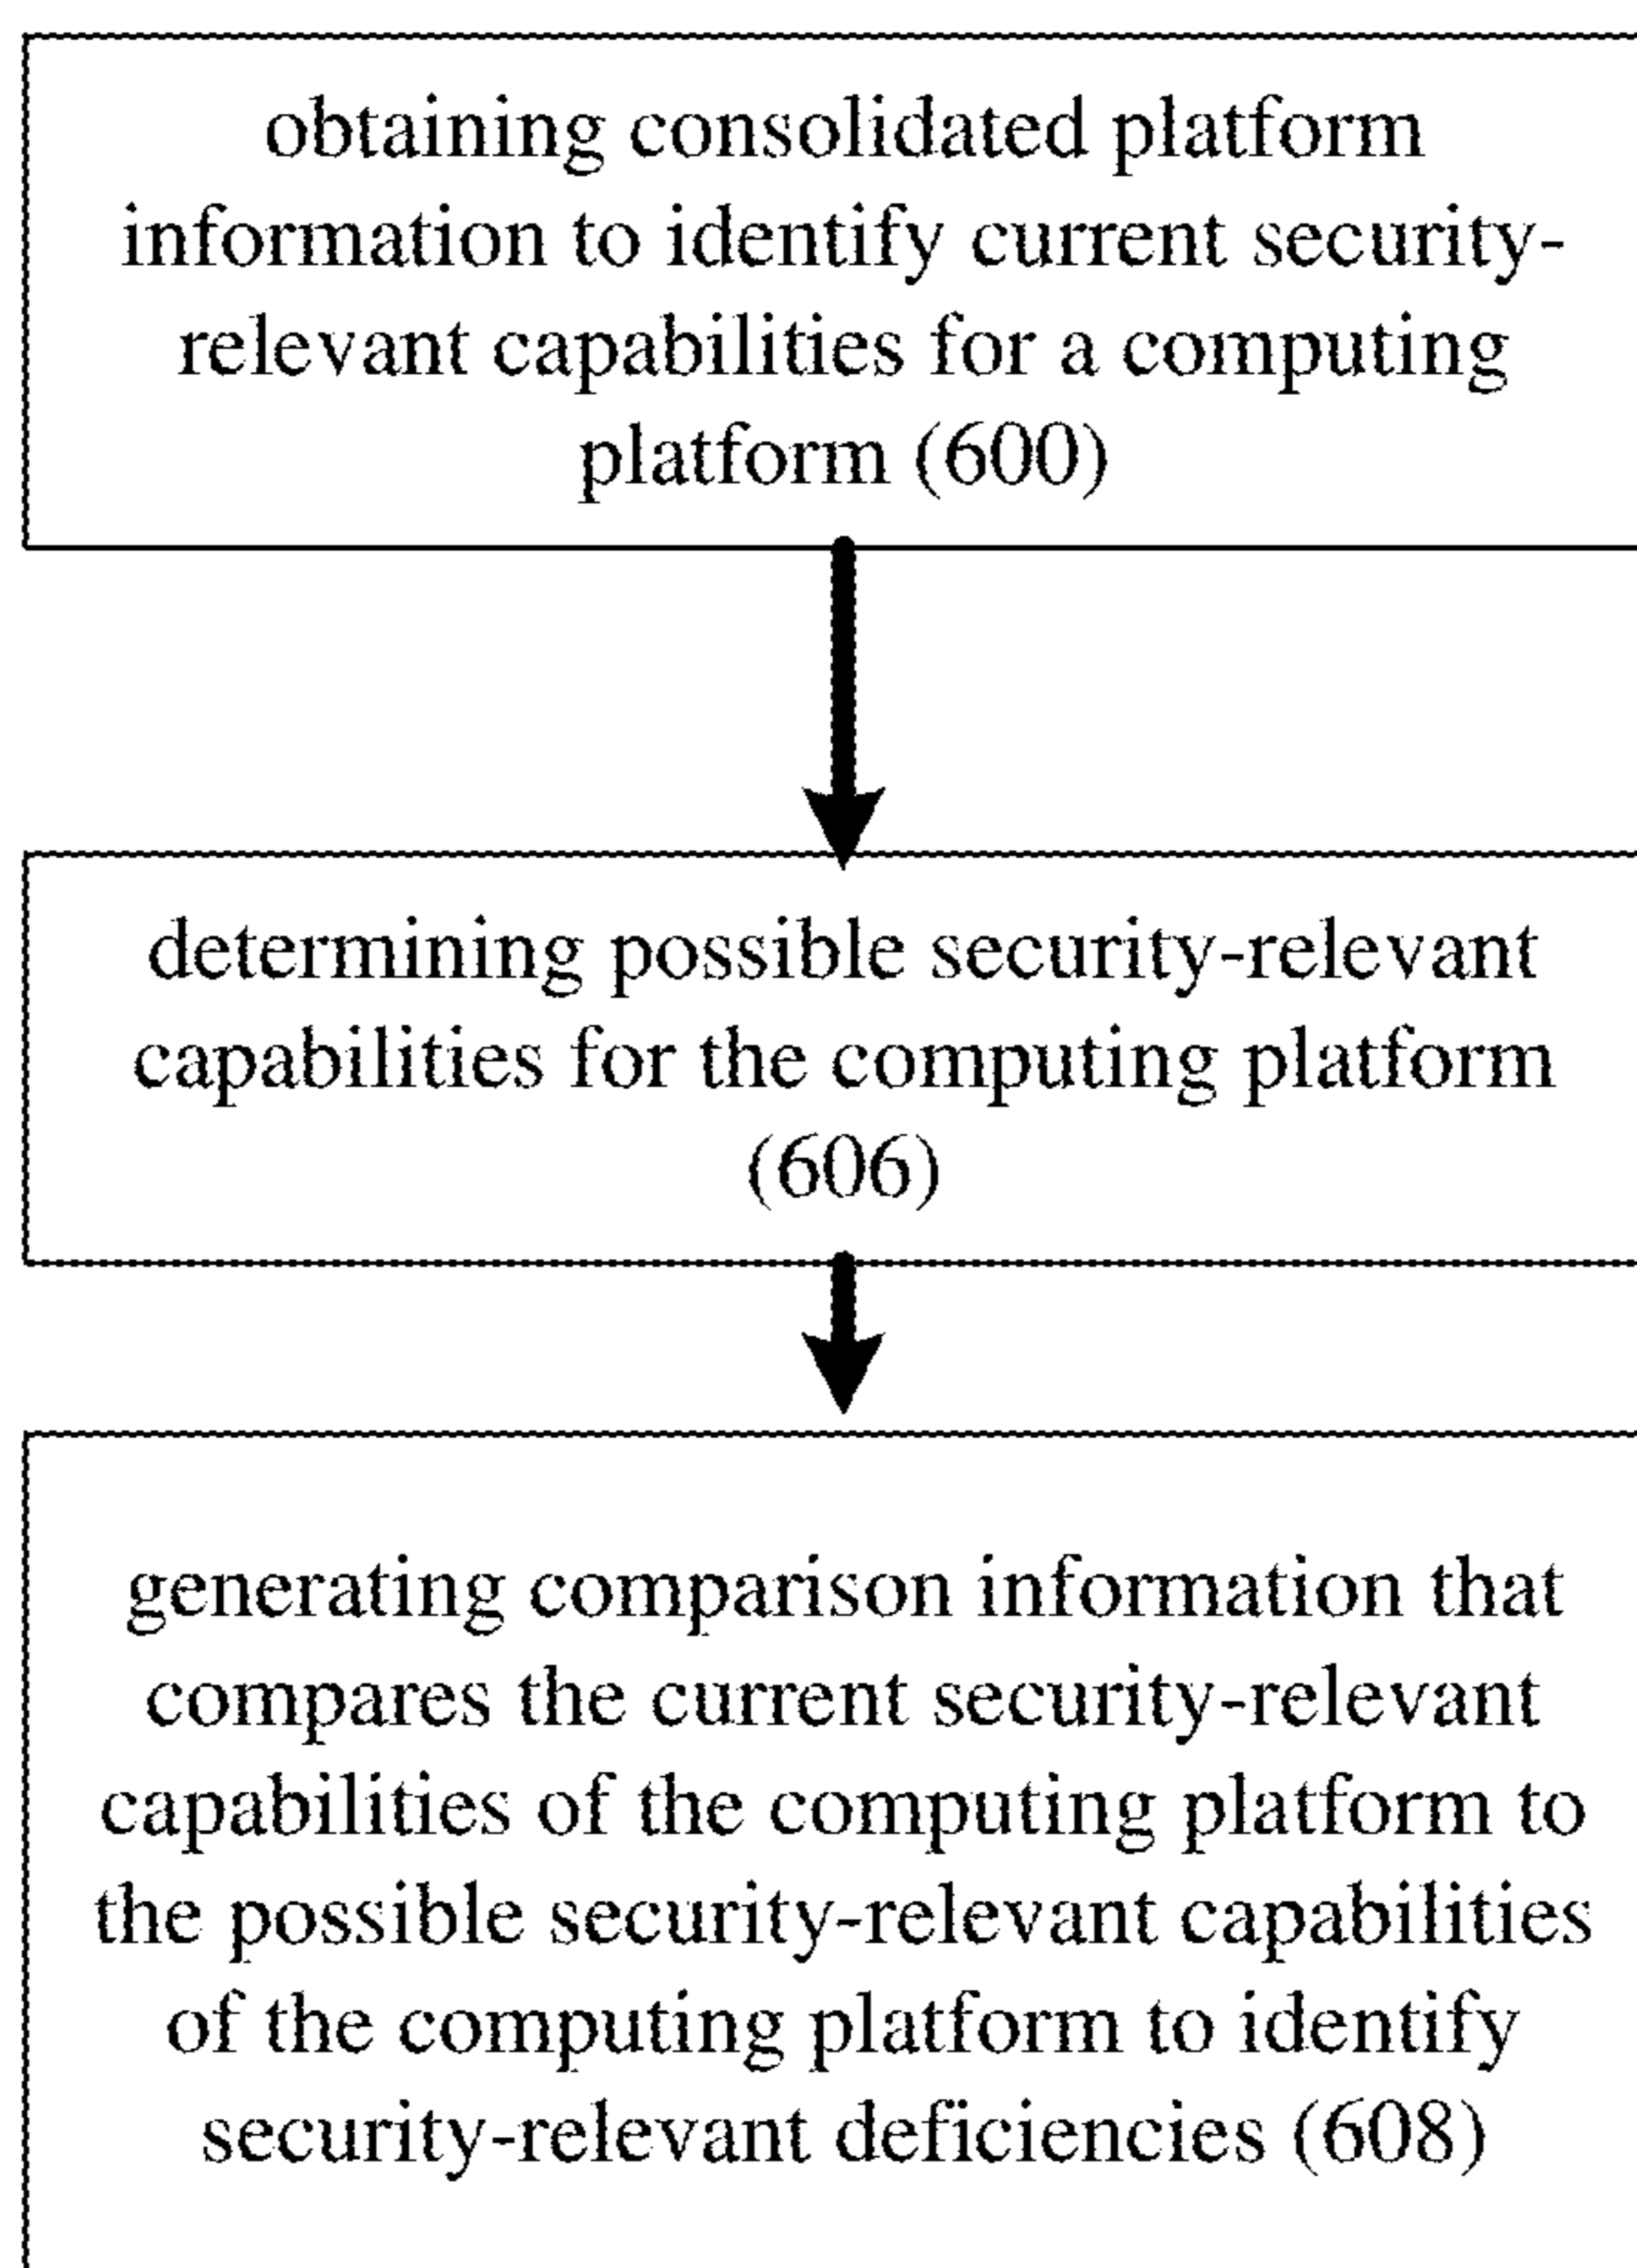 obtaining consolidated platform
information to identify current security-
relevant capabilities for a computing
platform (600)
determining possible security-relevant
capabilities for the computing platform
(606)
generating comparison information that
compares the current security-relevant
capabilities of the computing platform to
the possible security-relevant capabilities
of the computing platform to identify
security-relevant deficiencies (608)